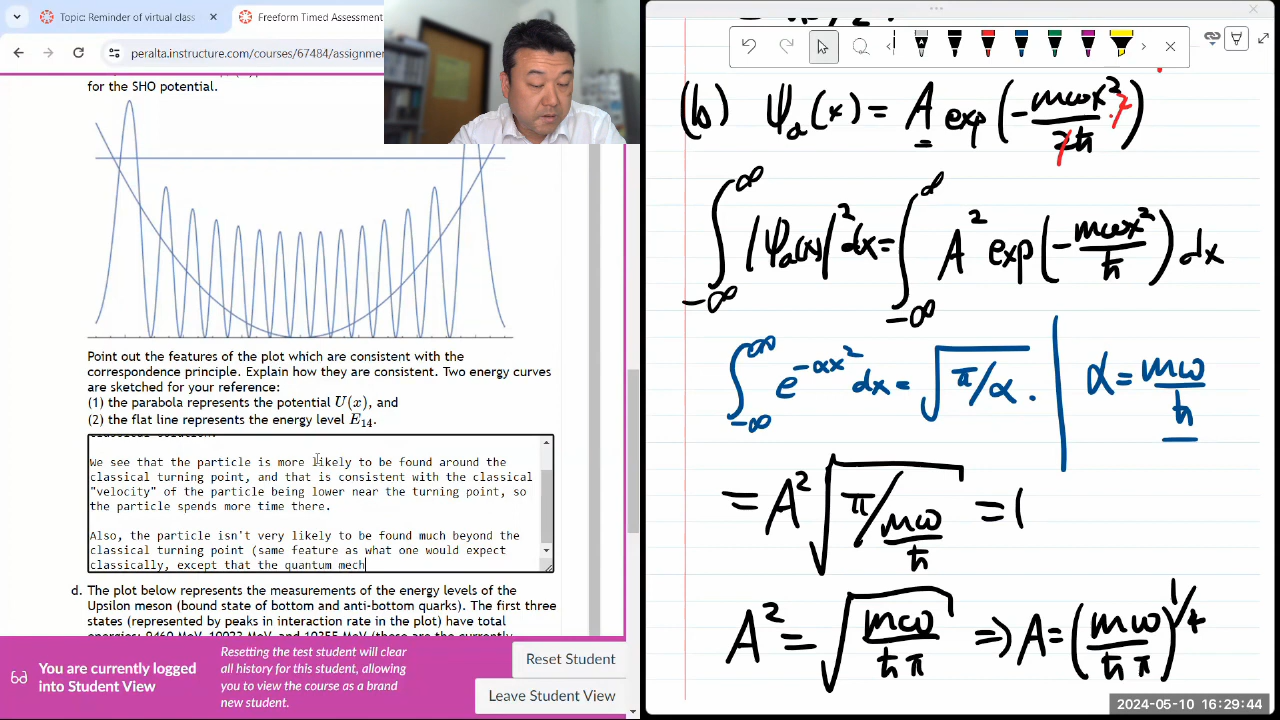 Topic: Reminder of virtual class
Freeform Timed Assessment
peralta.instructure.com/courses/67484/assignmen
for the SHO potential.
Point out the features of the plot which are consistent with the
correspondence principle. Explain how they are consistent. Two energy curves
are sketched for your reference:
(1) the parabola represents the potential U(x), and
(2) the flat line represents the energy level E₁₄.
We see that the particle is more likely to be found around the
classical turning point, and that is consistent with the classical
"velocity" of the particle being lower near the turning point, so
the particle spends more time there.
Also, the particle isn't very likely to be found much beyond the
classical turning point (same feature as what one would expect
classically, except that the quantum mech
d. The plot below represents the measurements of the energy levels of the
Upsilon meson (bound state of bottom and anti-bottom quarks). The first three
states (represented by peaks in interaction rate in the plot) have total
You are currently logged
into Student View
Resetting the test student will clear
all history for this student, allowing
you to view the course as a brand
new student.
Reset Student
Leave Student View
(b) ψₐ(x) = A exp(-mωx²/2ħ ·2)
∫_{-∞}^{∞} |ψₐ(x)|² dx = ∫_{-∞}^{∞} A² exp(-mωx²/ħ) dx
∫_{-∞}^{∞} e^{-αx²} dx = √(π/α). | α = mω/ħ
= A² √(π/(mω/ħ)) = 1
A² = √(mω/ħπ) ⇒ A = (mω/ħπ)^{1/4}
2024-05-10 16:29:44